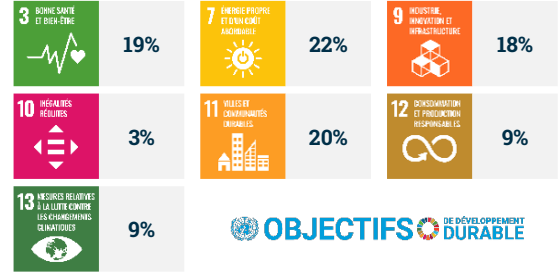 3 BONNE SANTÉ
ET BIEN-ÊTRE
19%
7 ÉNERGIE PROPRE
ET D'UN COÛT
ABORDABLE
22%
9 INDUSTRIE,
INNOVATION ET
INFRASTRUCTURE
18%
10 INÉGALITÉS
RÉDUITES
3%
11 VILLES ET
COMMUNAUTÉS
DURABLES
20%
12 CONSOMMATION
ET PRODUCTION
RESPONSABLES
9%
13 MESURES RELATIVES
À LA LUTTE CONTRE
LES CHANGEMENTS
CLIMATIQUES
9%
OBJECTIFS
DE DÉVELOPPEMENT
DURABLE